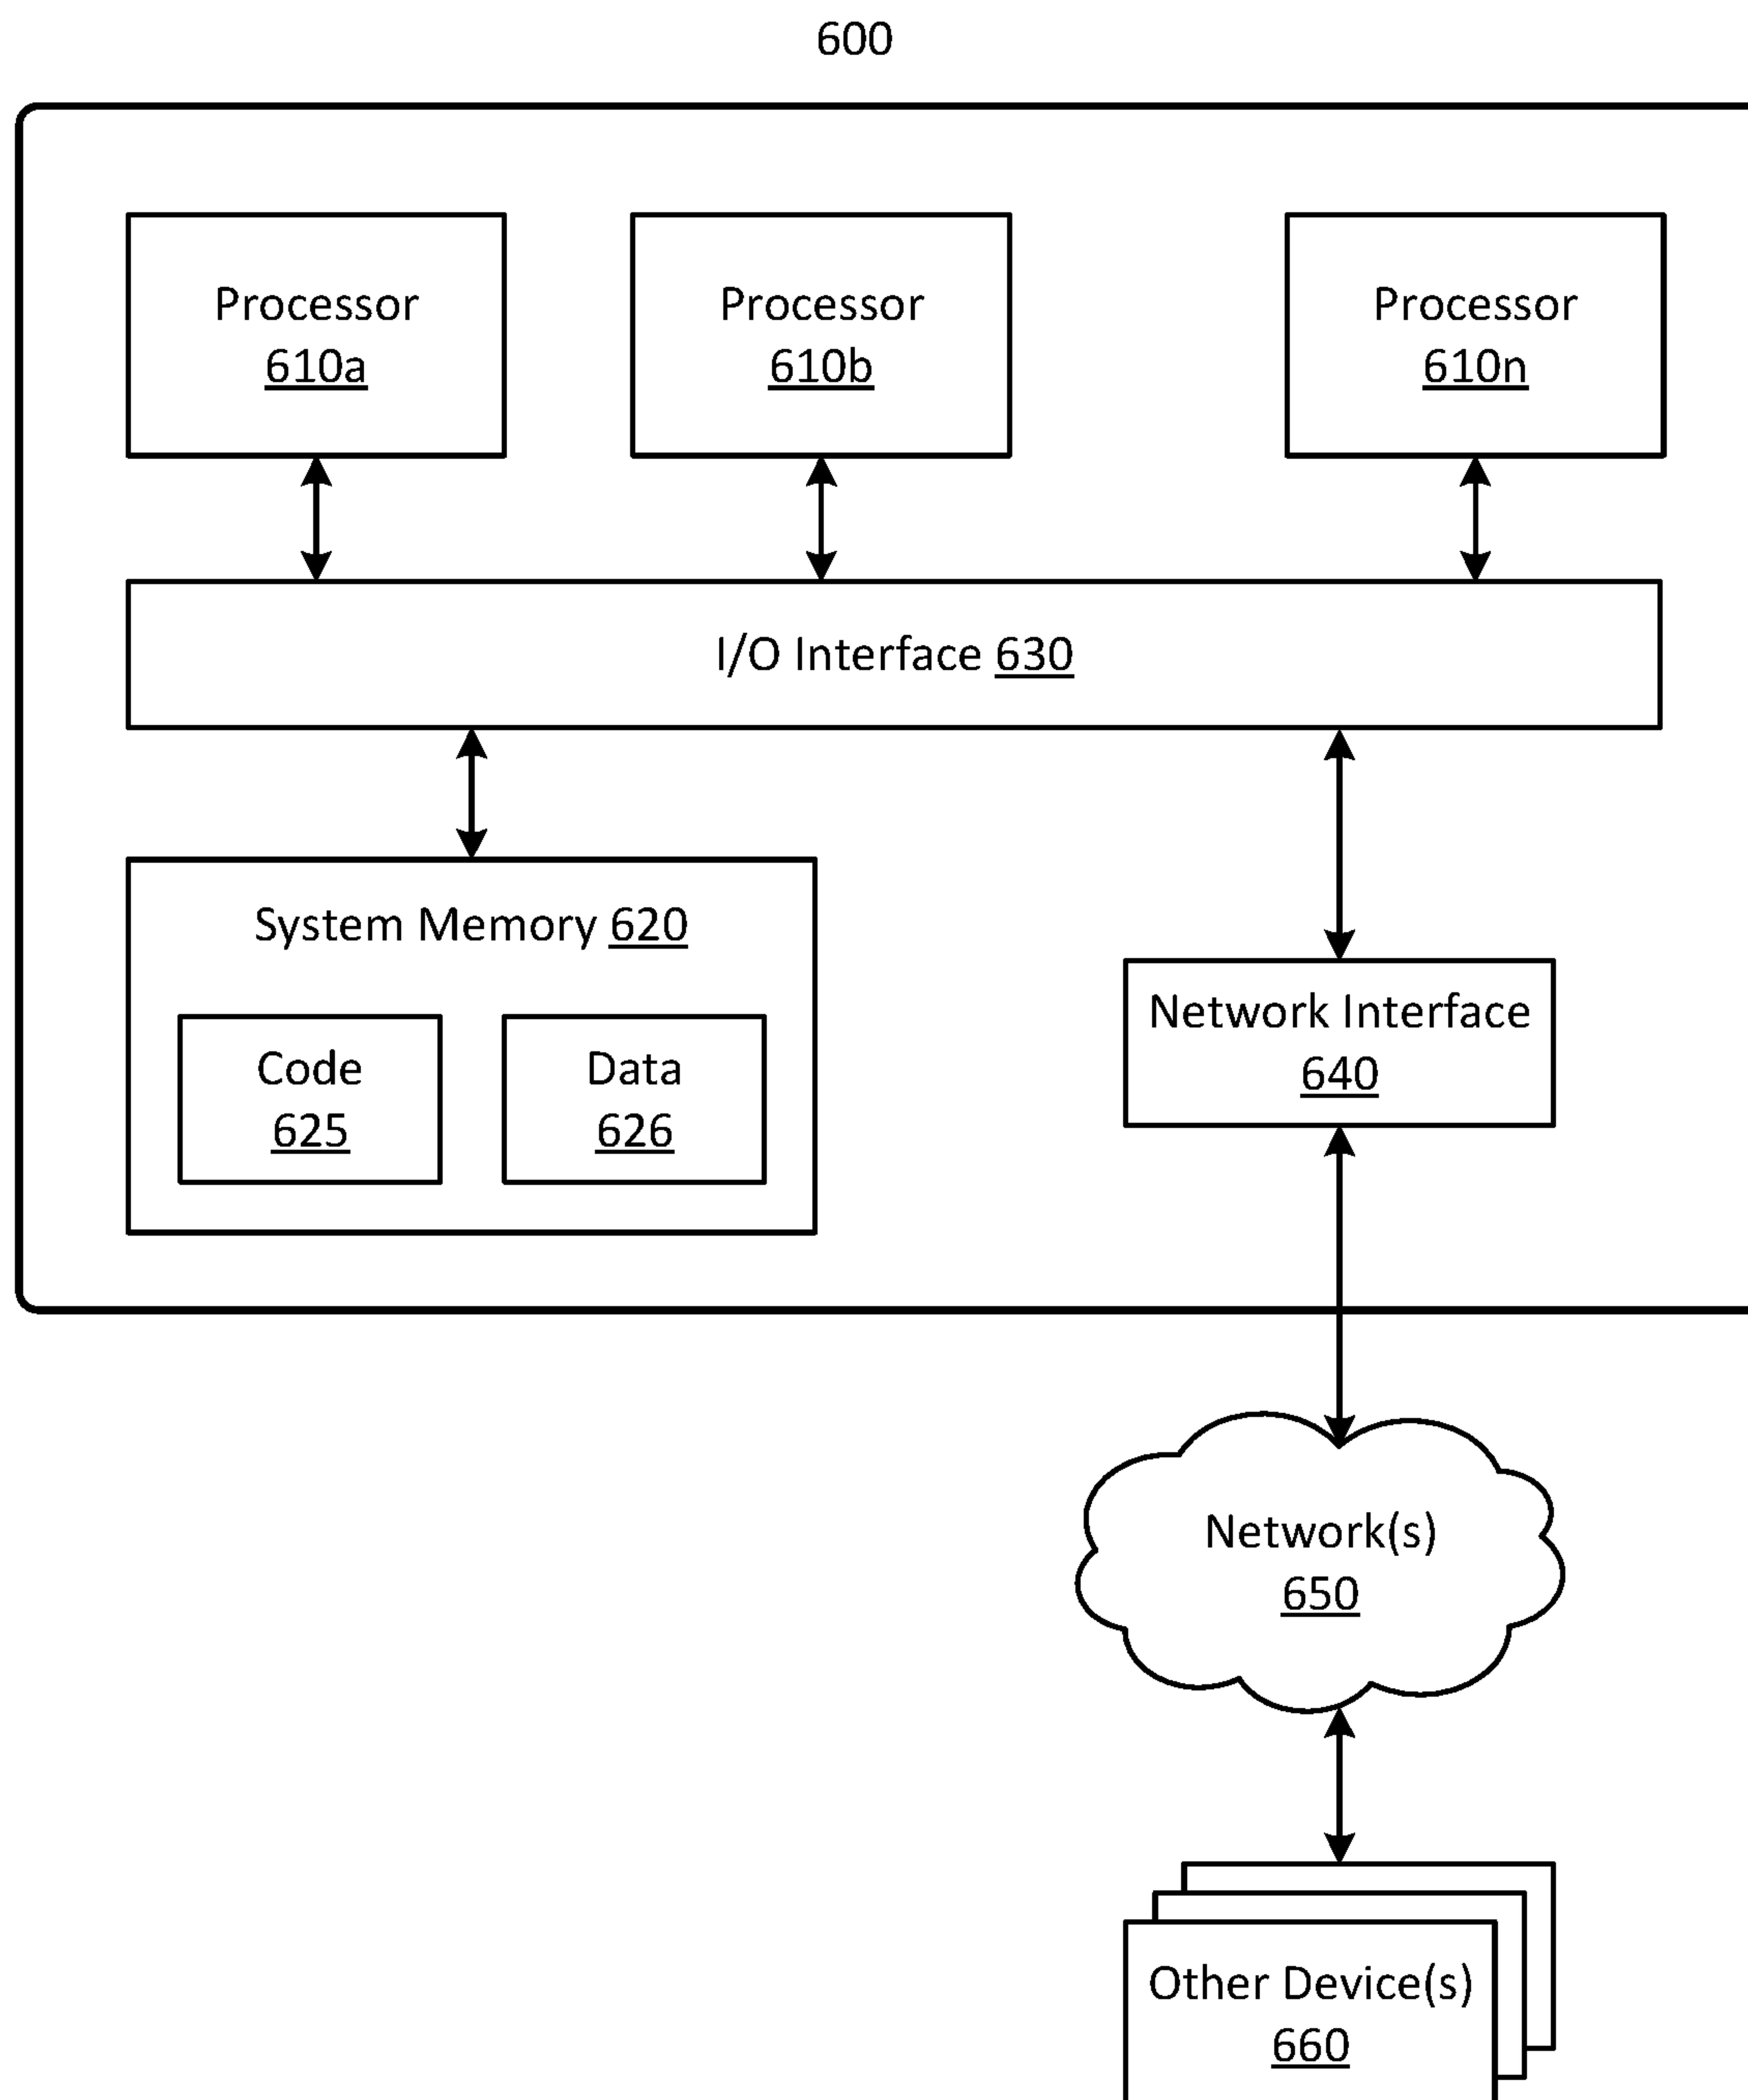 600
Processor
610a
Processor
610b
Processor
610n
I/O Interface 630
System Memory 620
Code
625
Data
626
Network Interface
640
Network(s)
650
Other Device(s)
660